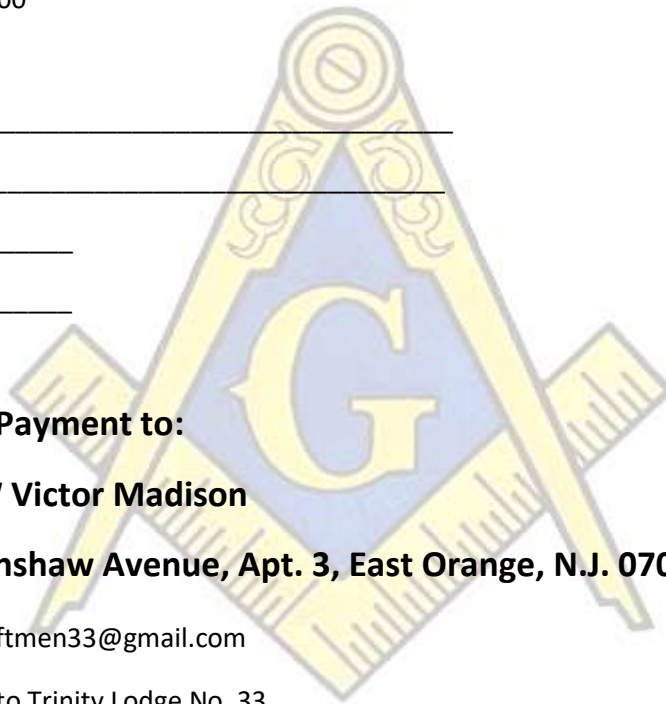 00
Payment to:
Victor Madison
nshaw Avenue, Apt. 3, East Orange, N.J. 070
ftmen33@gmail.com
to Trinity Lodge No. 33
G